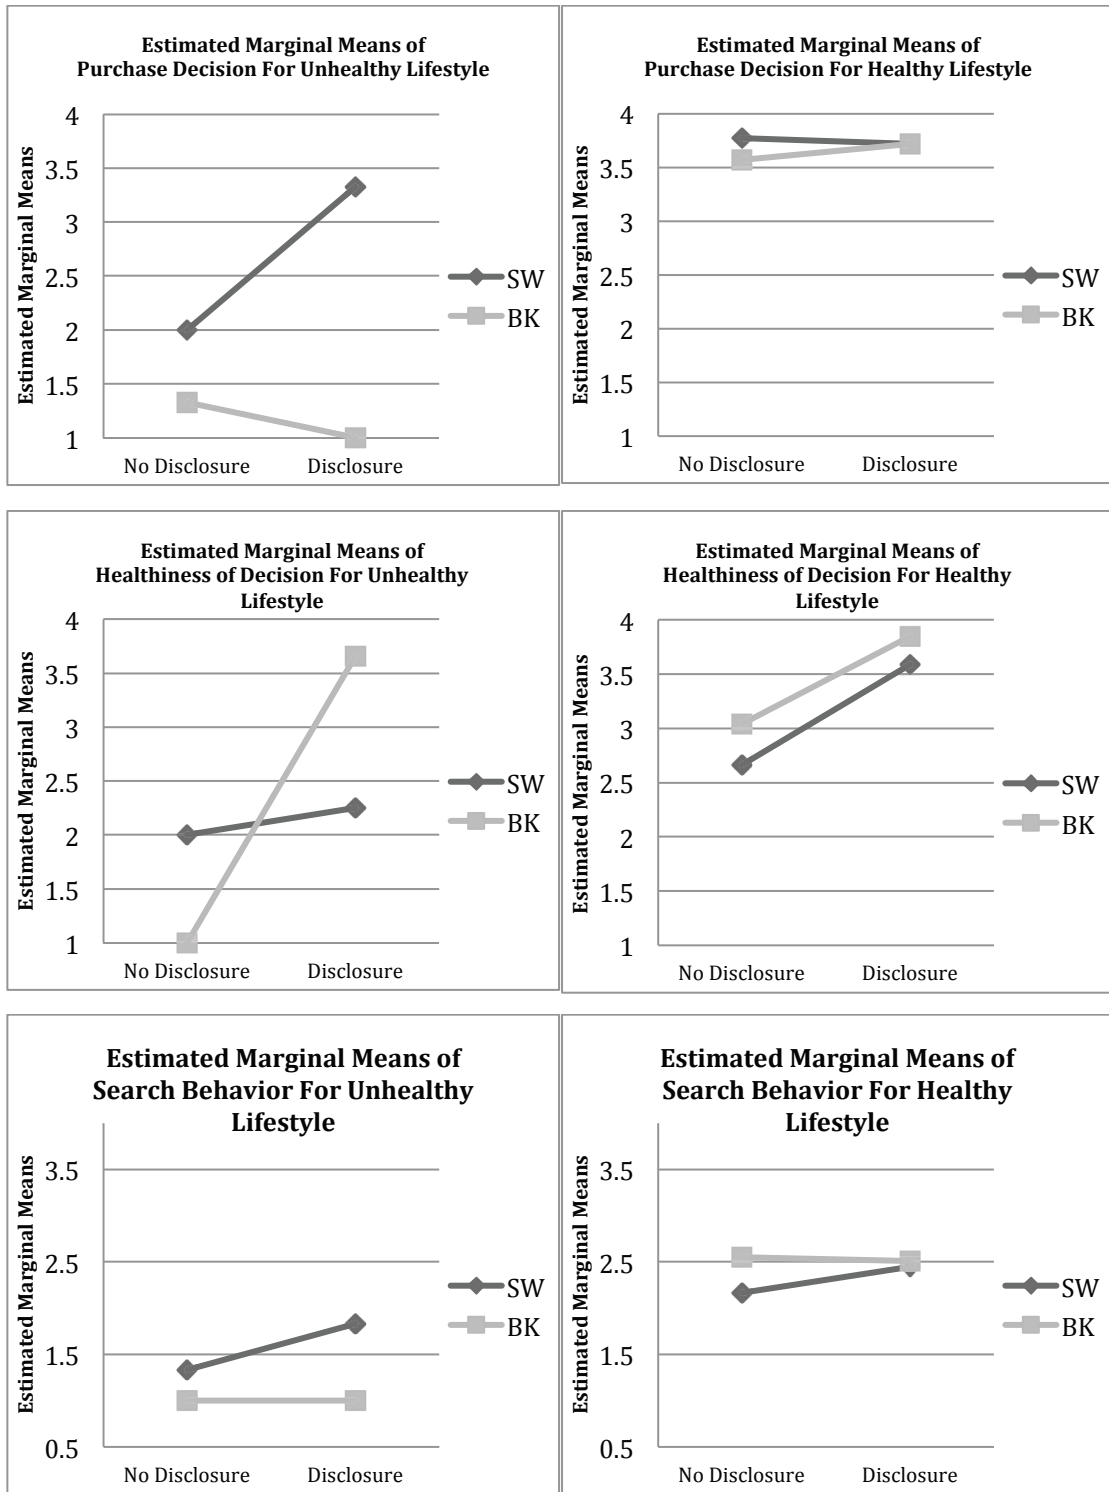 Estimated Marginal Means of
Purchase Decision For Unhealthy Lifestyle
Estimated Marginal Means
4
3.5
3
2.5
2
1.5
1
No Disclosure
Disclosure
SW
BK
Estimated Marginal Means of
Purchase Decision For Healthy Lifestyle
Estimated Marginal Means
4
3.5
3
2.5
2
1.5
1
No Disclosure
Disclosure
SW
BK
Estimated Marginal Means of
Healthiness of Decision For Unhealthy
Lifestyle
Estimated Marginal Means
4
3.5
3
2.5
2
1.5
1
No Disclosure
Disclosure
SW
BK
Estimated Marginal Means of
Healthiness of Decision For Healthy
Lifestyle
Estimated Marginal Means
4
3.5
3
2.5
2
1.5
1
No Disclosure
Disclosure
SW
BK
Estimated Marginal Means of
Search Behavior For Unhealthy
Lifestyle
Estimated Marginal Means
3.5
2.5
1.5
0.5
No Disclosure
Disclosure
SW
BK
Estimated Marginal Means of
Search Behavior For Healthy
Lifestyle
Estimated Marginal Means
3.5
2.5
1.5
0.5
No Disclosure
Disclosure
SW
BK